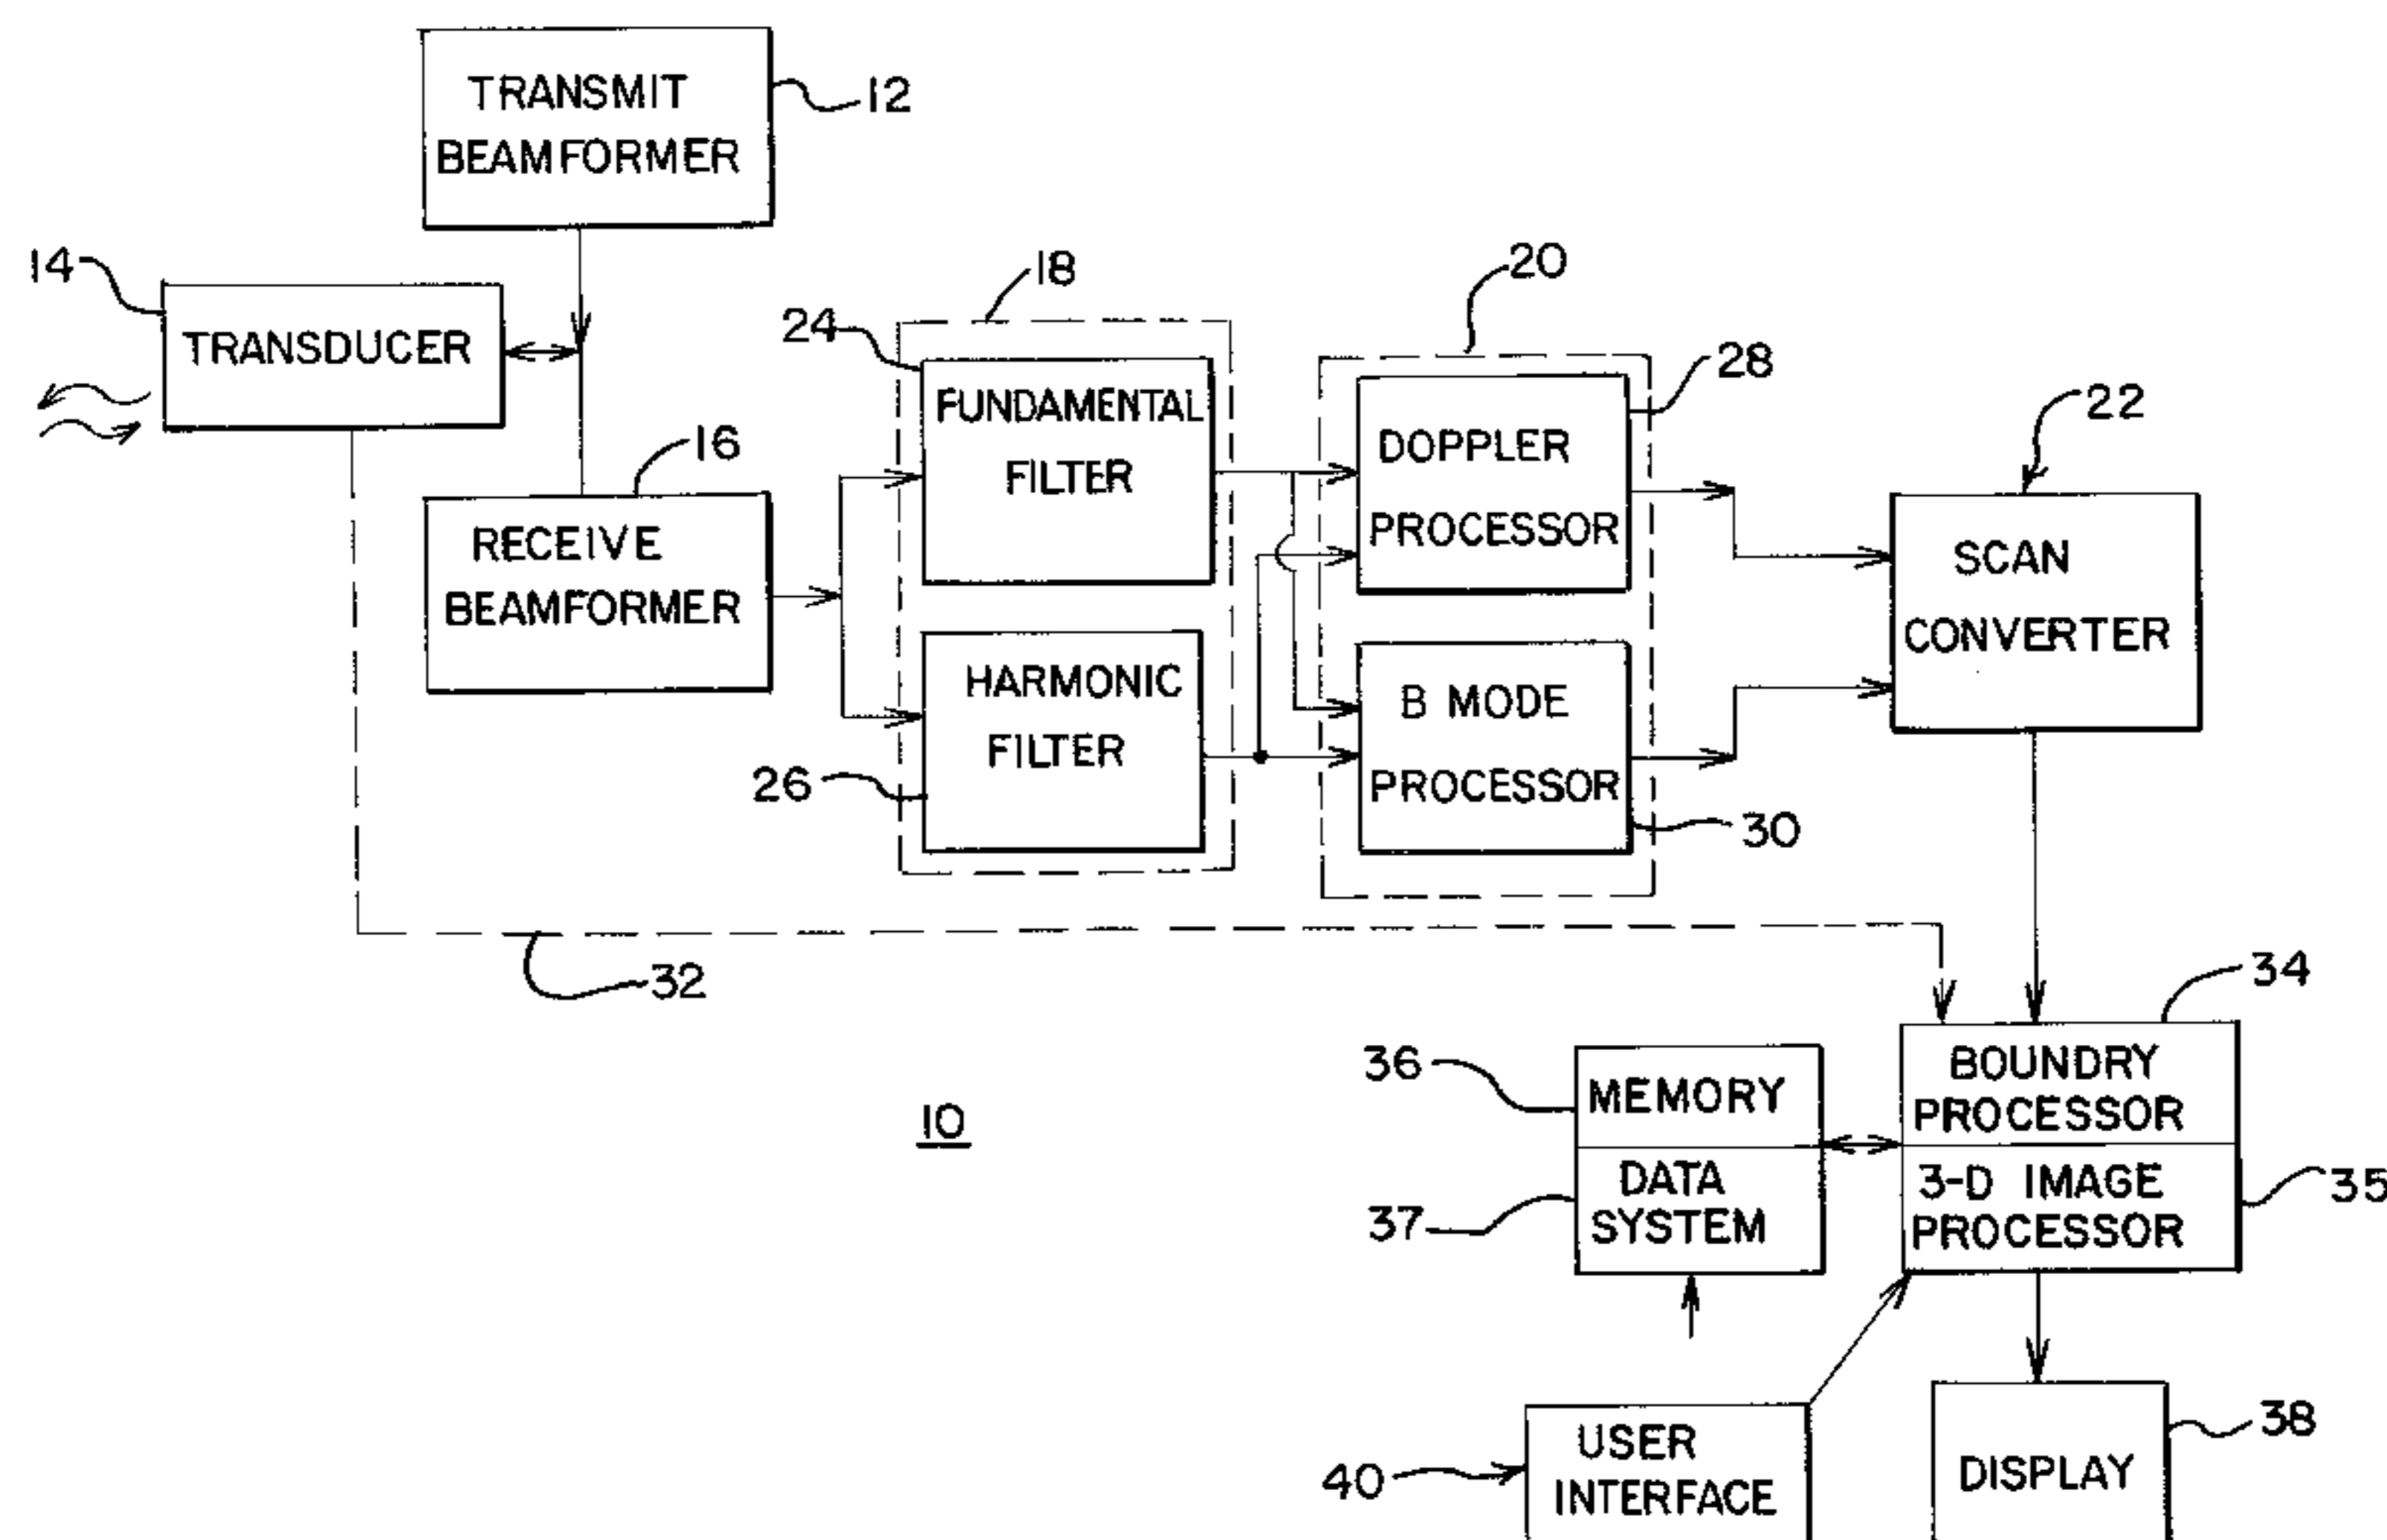 TRANSMIT
BEAMFORMER
12
14
TRANSDUCER
16
RECEIVE
BEAMFORMER
18
24
FUNDAMENTAL
FILTER
HARMONIC
FILTER
26
20
28
DOPPLER
PROCESSOR
B MODE
PROCESSOR
30
22
SCAN
CONVERTER
32
34
BOUNDRY
PROCESSOR
3-D IMAGE
PROCESSOR
35
36
MEMORY
DATA
SYSTEM
37
10
40
USER
INTERFACE
38
DISPLAY